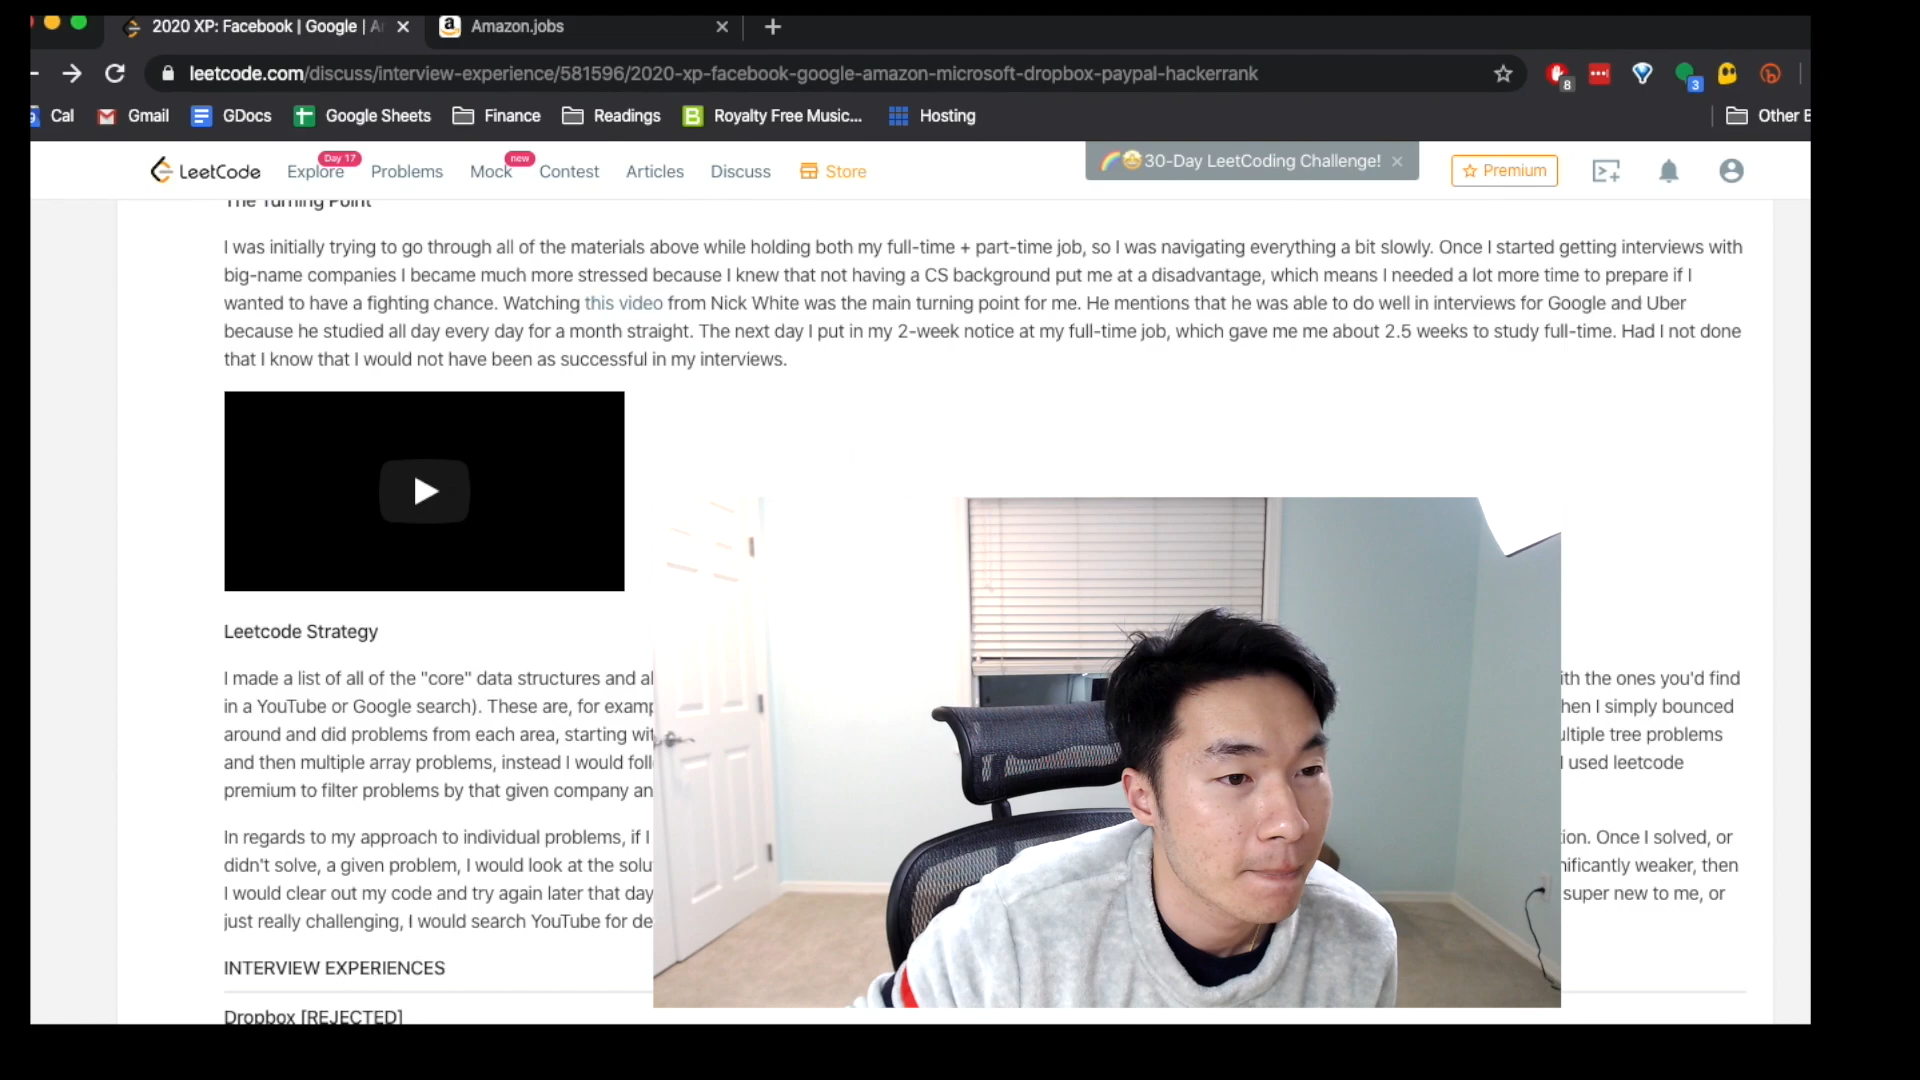 2020 XP: Facebook | Google | A
Amazon.jobs
leetcode.com/discuss/interview-experience/581596/2020-xp-facebook-google-amazon-microsoft-dropbox-paypal-hackerrank
8
3
Cal Gmail GDocs Google Sheets Finance Readings B Royalty Free Music... Hosting Other B
LeetCode Explore Day 17 Problems Mock new Contest Articles Discuss Store 30-Day LeetCoding Challenge! Premium
The Turning Point
I was initially trying to go through all of the materials above while holding both my full-time + part-time job, so I was navigating everything a bit slowly. Once I started getting interviews with
big-name companies I became much more stressed because I knew that not having a CS background put me at a disadvantage, which means I needed a lot more time to prepare if I
wanted to have a fighting chance. Watching this video from Nick White was the main turning point for me. He mentions that he was able to do well in interviews for Google and Uber
because he studied all day every day for a month straight. The next day I put in my 2-week notice at my full-time job, which gave me me about 2.5 weeks to study full-time. Had I not done
that I know that I would not have been as successful in my interviews.
Leetcode Strategy
I made a list of all of the "core" data structures and al ith the ones you'd find
in a YouTube or Google search). These are, for examp hen I simply bounced
around and did problems from each area, starting wit ultiple tree problems
and then multiple array problems, instead I would foll I used leetcode
premium to filter problems by that given company an
In regards to my approach to individual problems, if I ion. Once I solved, or
didn't solve, a given problem, I would look at the solu nificantly weaker, then
I would clear out my code and try again later that day super new to me, or
just really challenging, I would search YouTube for de
INTERVIEW EXPERIENCES
Dropbox [REJECTED]